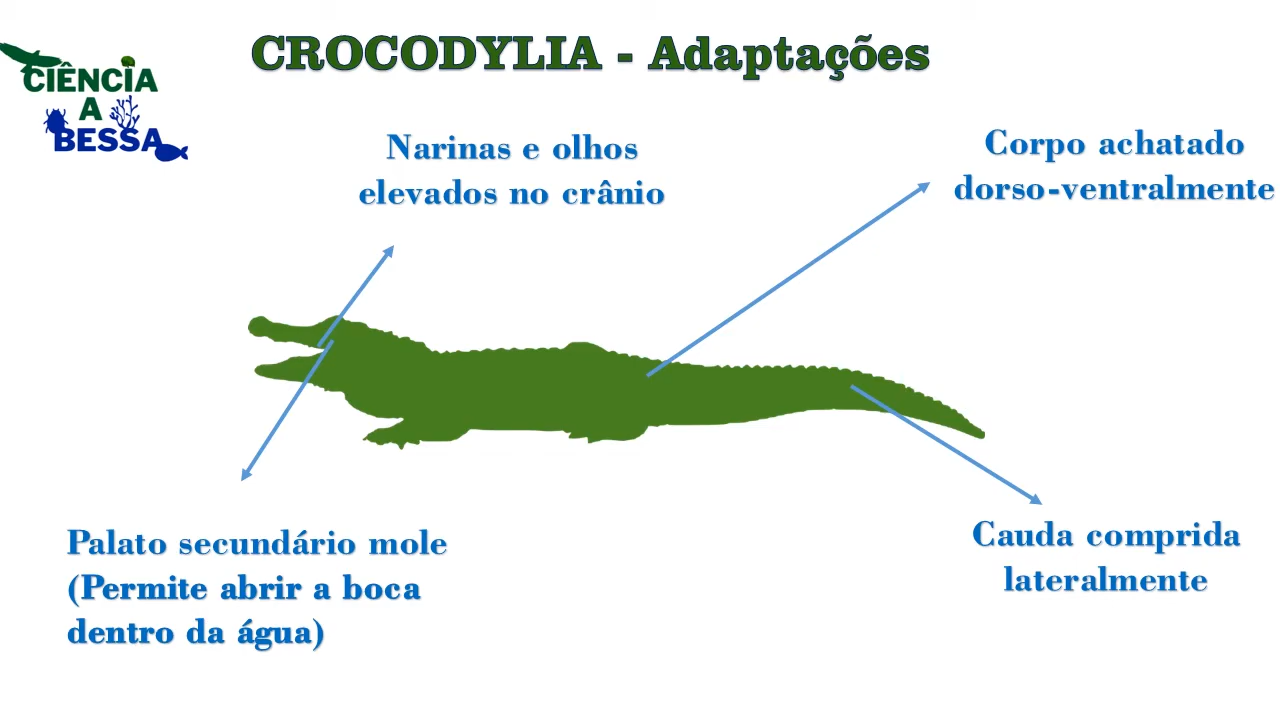 CROCODYLIA - Adaptações
CIÊNCIA
A
BESSA
Narinas e olhos
elevados no crânio
Corpo achatado
dorso-ventralmente
Palato secundário mole
(Permite abrir a boca
dentro da água)
Cauda comprida
lateralmente